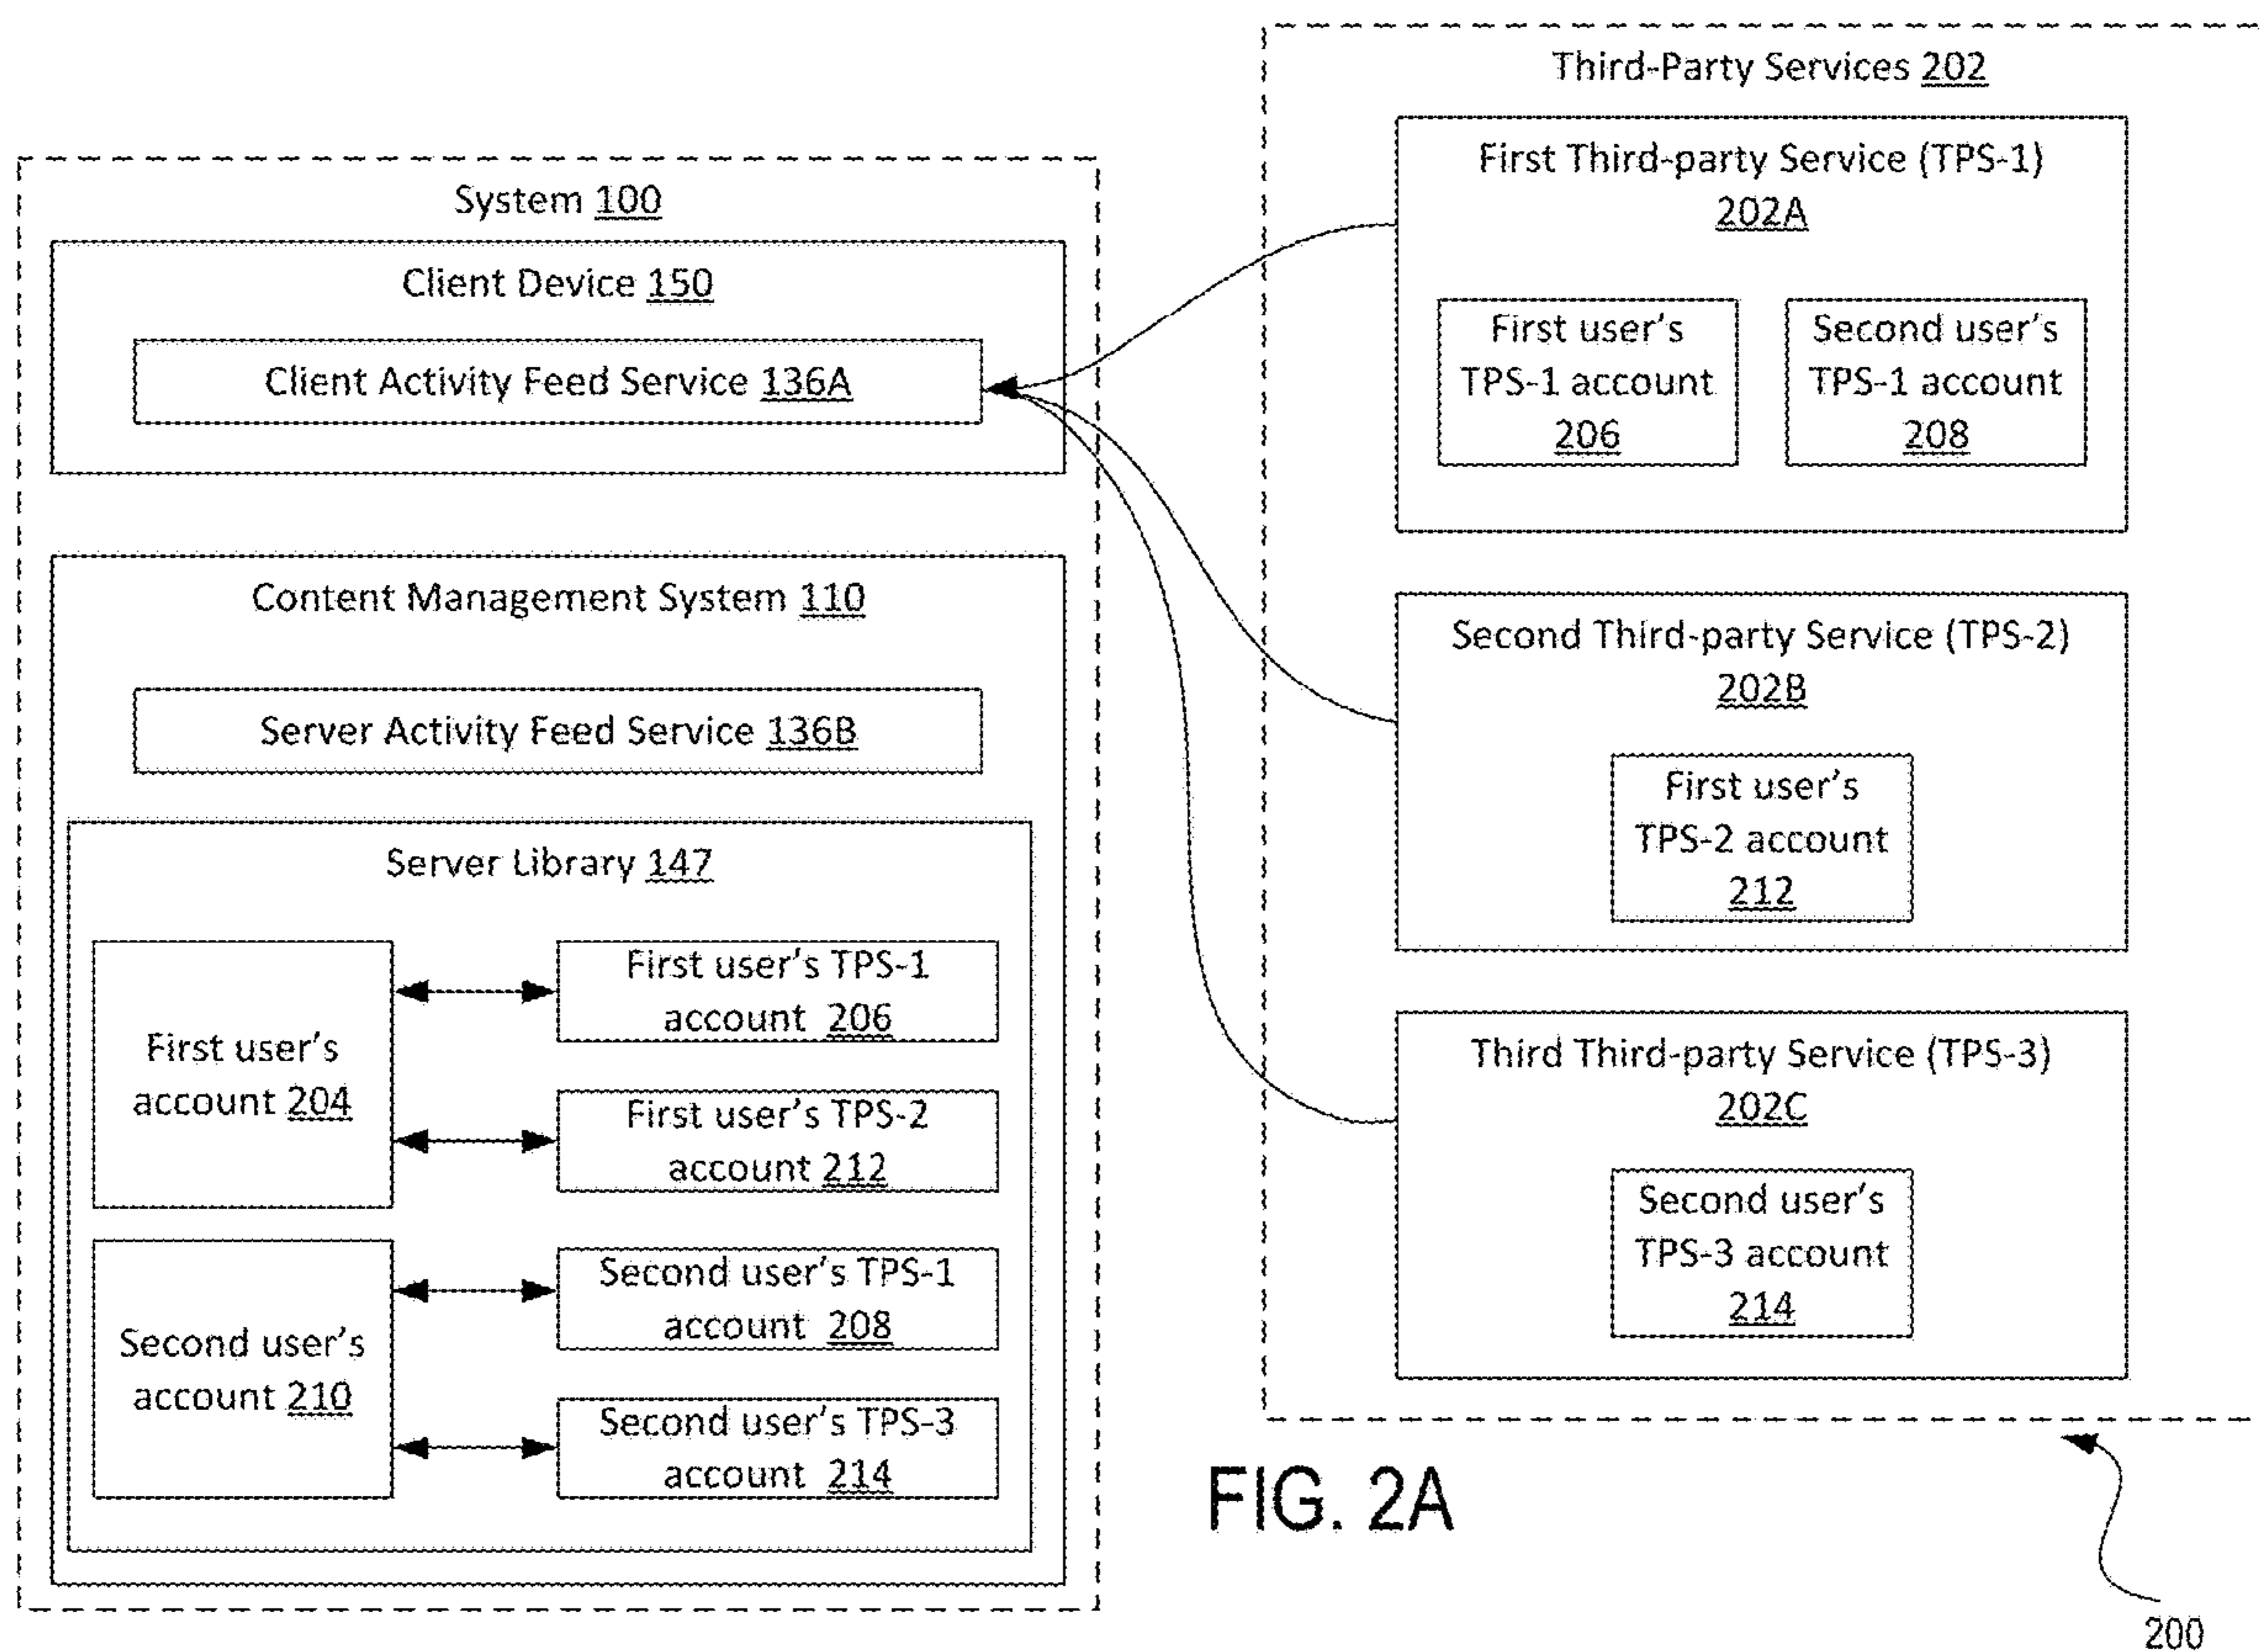 System 100
Client Device 150
Client Activity Feed Service 136A
Content Management System 110
Server Activity Feed Service 136B
Server Library 147
First user's
account 204
First user's TPS-1
account 206
First user's TPS-2
account 212
Second user's
account 210
Second user's TPS-1
account 208
Second user's TPS-3
account 214
Third-Party Services 202
First Third-party Service (TPS-1)
202A
First user's
TPS-1 account
206
Second user's
TPS-1 account
208
Second Third-party Service (TPS-2)
202B
First user's
TPS-2 account
212
Third Third-party Service (TPS-3)
202C
Second user's
TPS-3 account
214
FIG. 2A
200